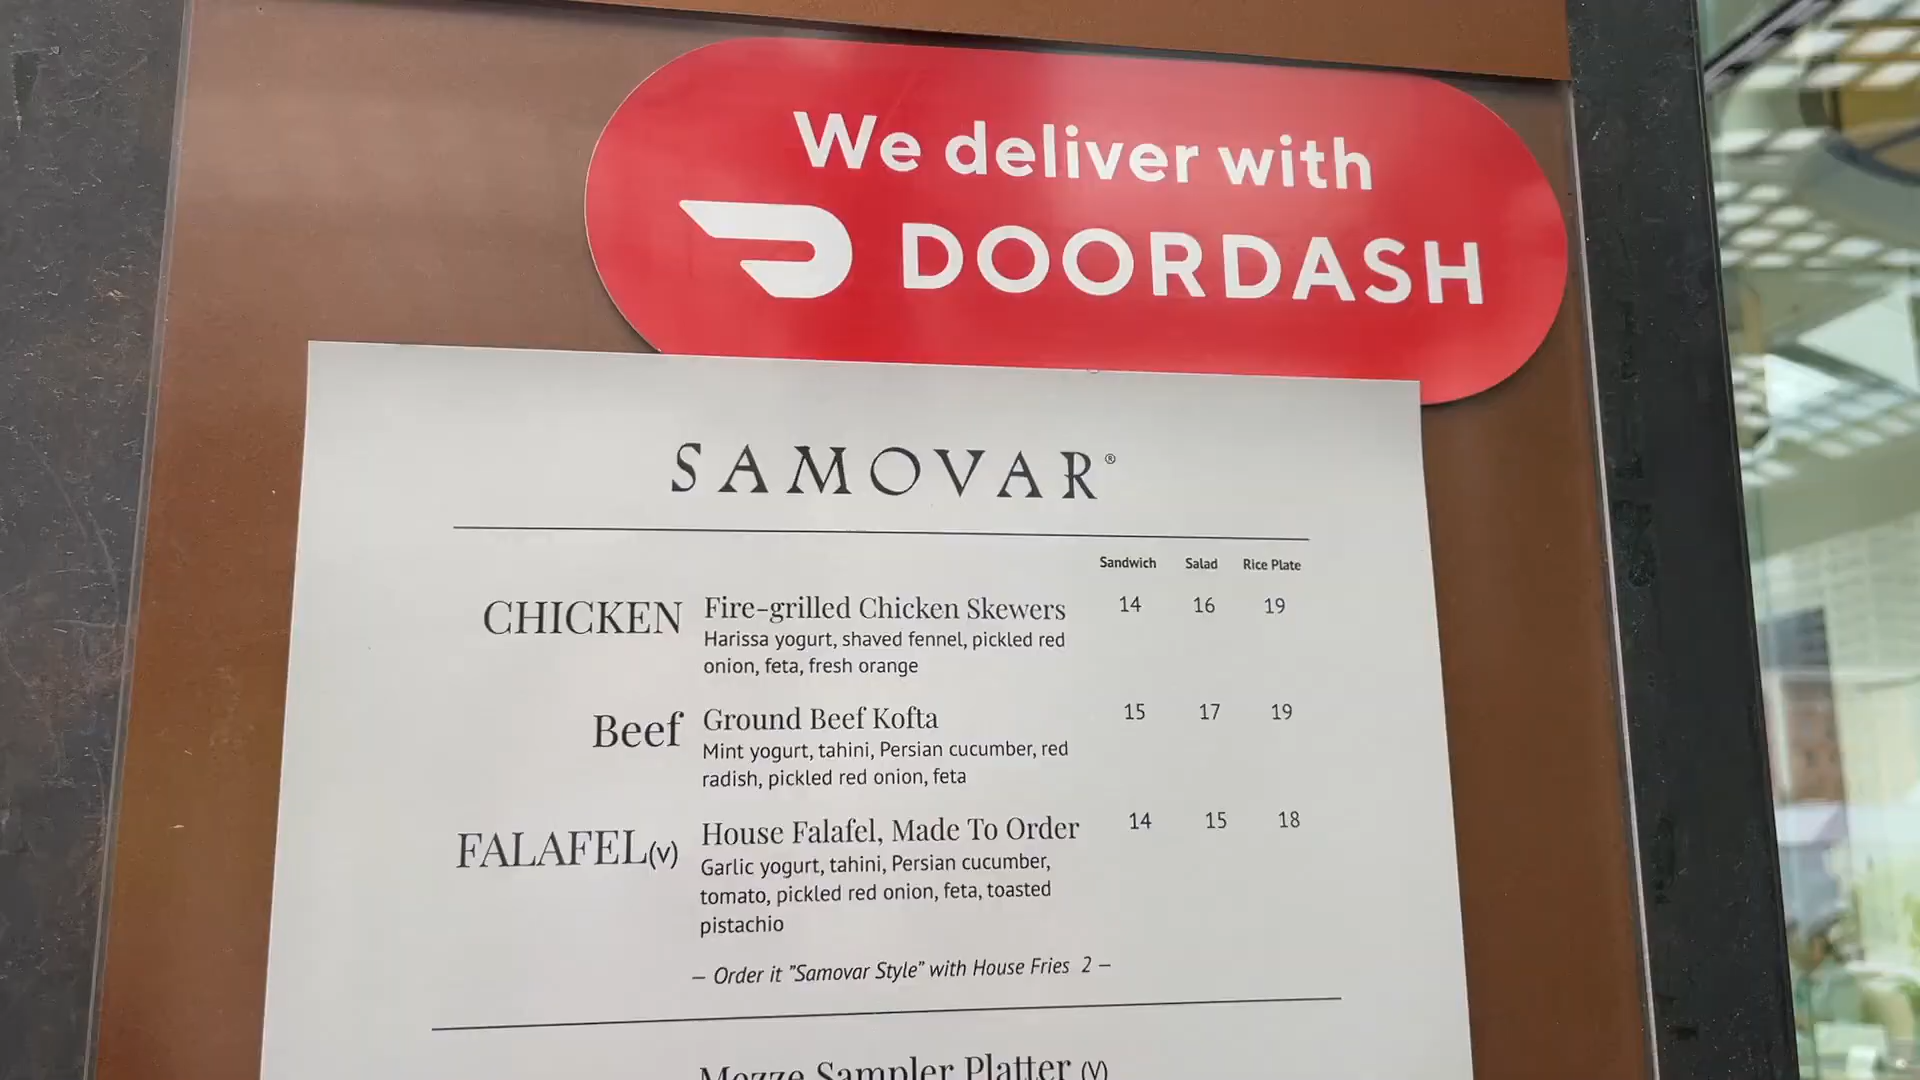 We deliver with
DOORDASH
SAMOVAR®
Sandwich Salad Rice Plate
CHICKEN Fire-grilled Chicken Skewers 14 16 19
Harissa yogurt, shaved fennel, pickled red
onion, feta, fresh orange
Beef Ground Beef Kofta 15 17 19
Mint yogurt, tahini, Persian cucumber, red
radish, pickled red onion, feta
FALAFEL(v) House Falafel, Made To Order 14 15 18
Garlic yogurt, tahini, Persian cucumber,
tomato, pickled red onion, feta, toasted
pistachio
– Order it "Samovar Style" with House Fries 2 –
Mezze Sampler Platter (V)